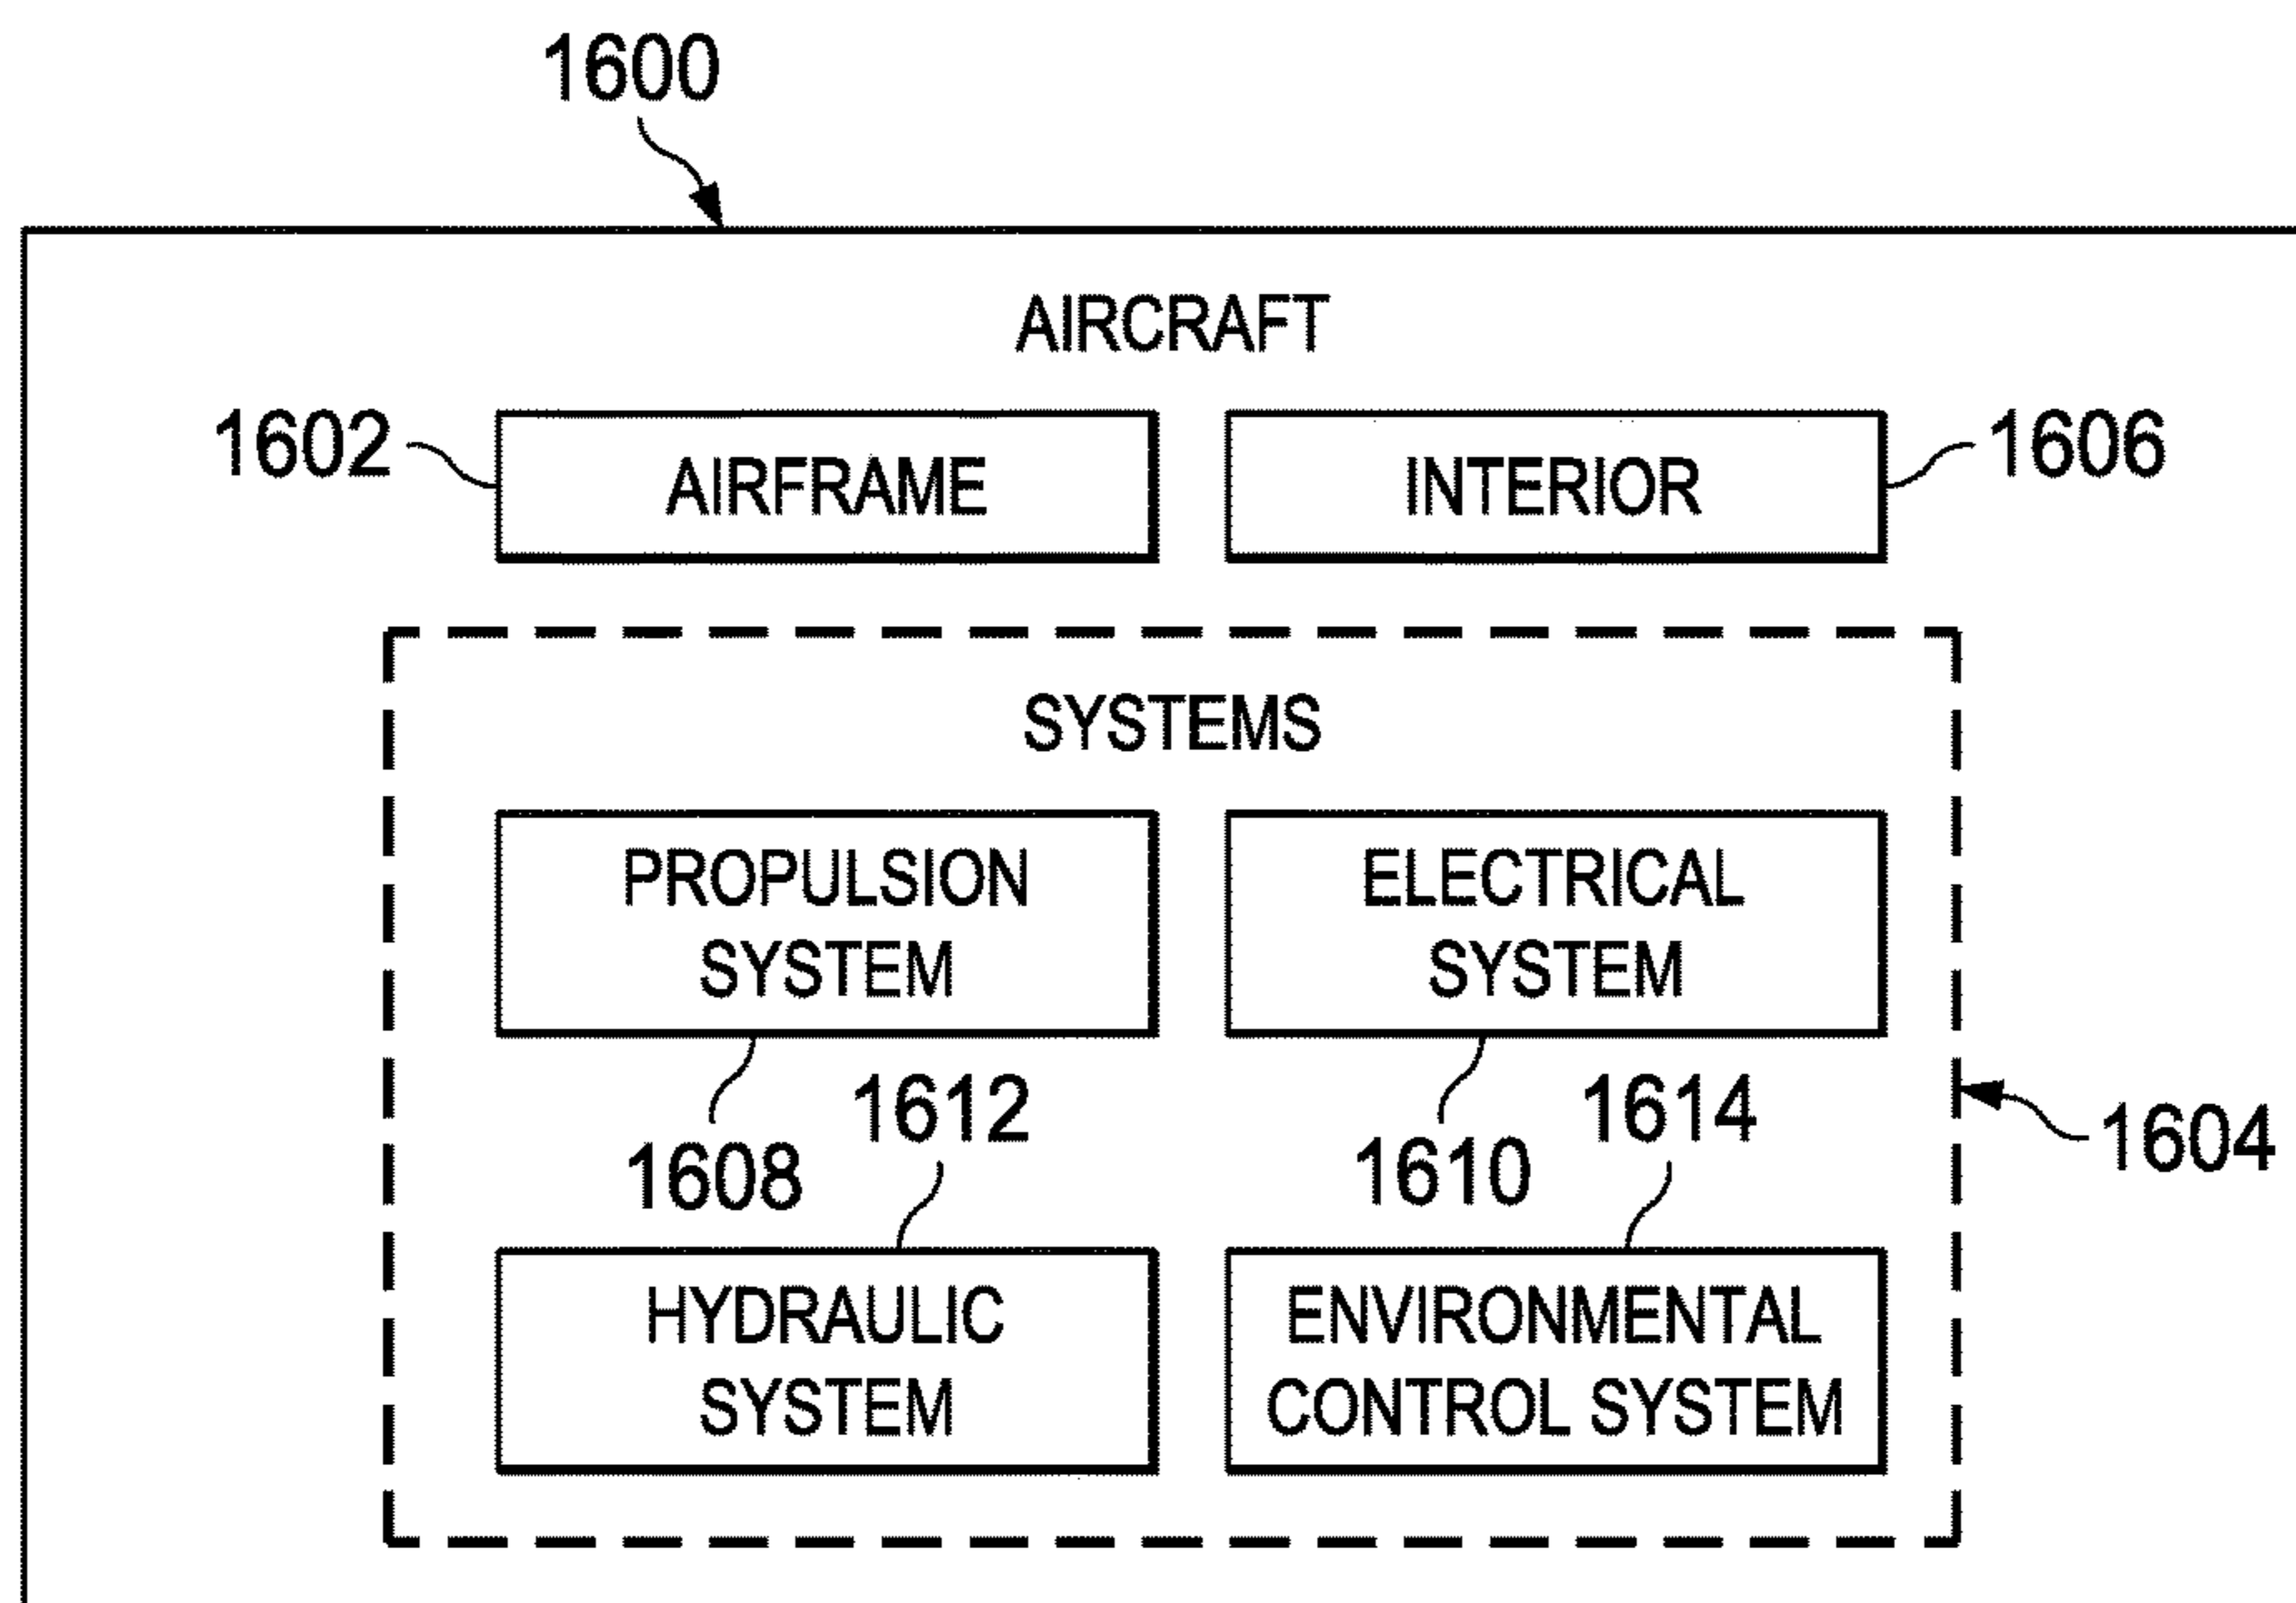 1600
AIRCRAFT
1602
AIRFRAME
INTERIOR
1606
SYSTEMS
PROPULSION
SYSTEM
ELECTRICAL
SYSTEM
1612
1614
1608
1610
1604
HYDRAULIC
SYSTEM
ENVIRONMENTAL
CONTROL SYSTEM